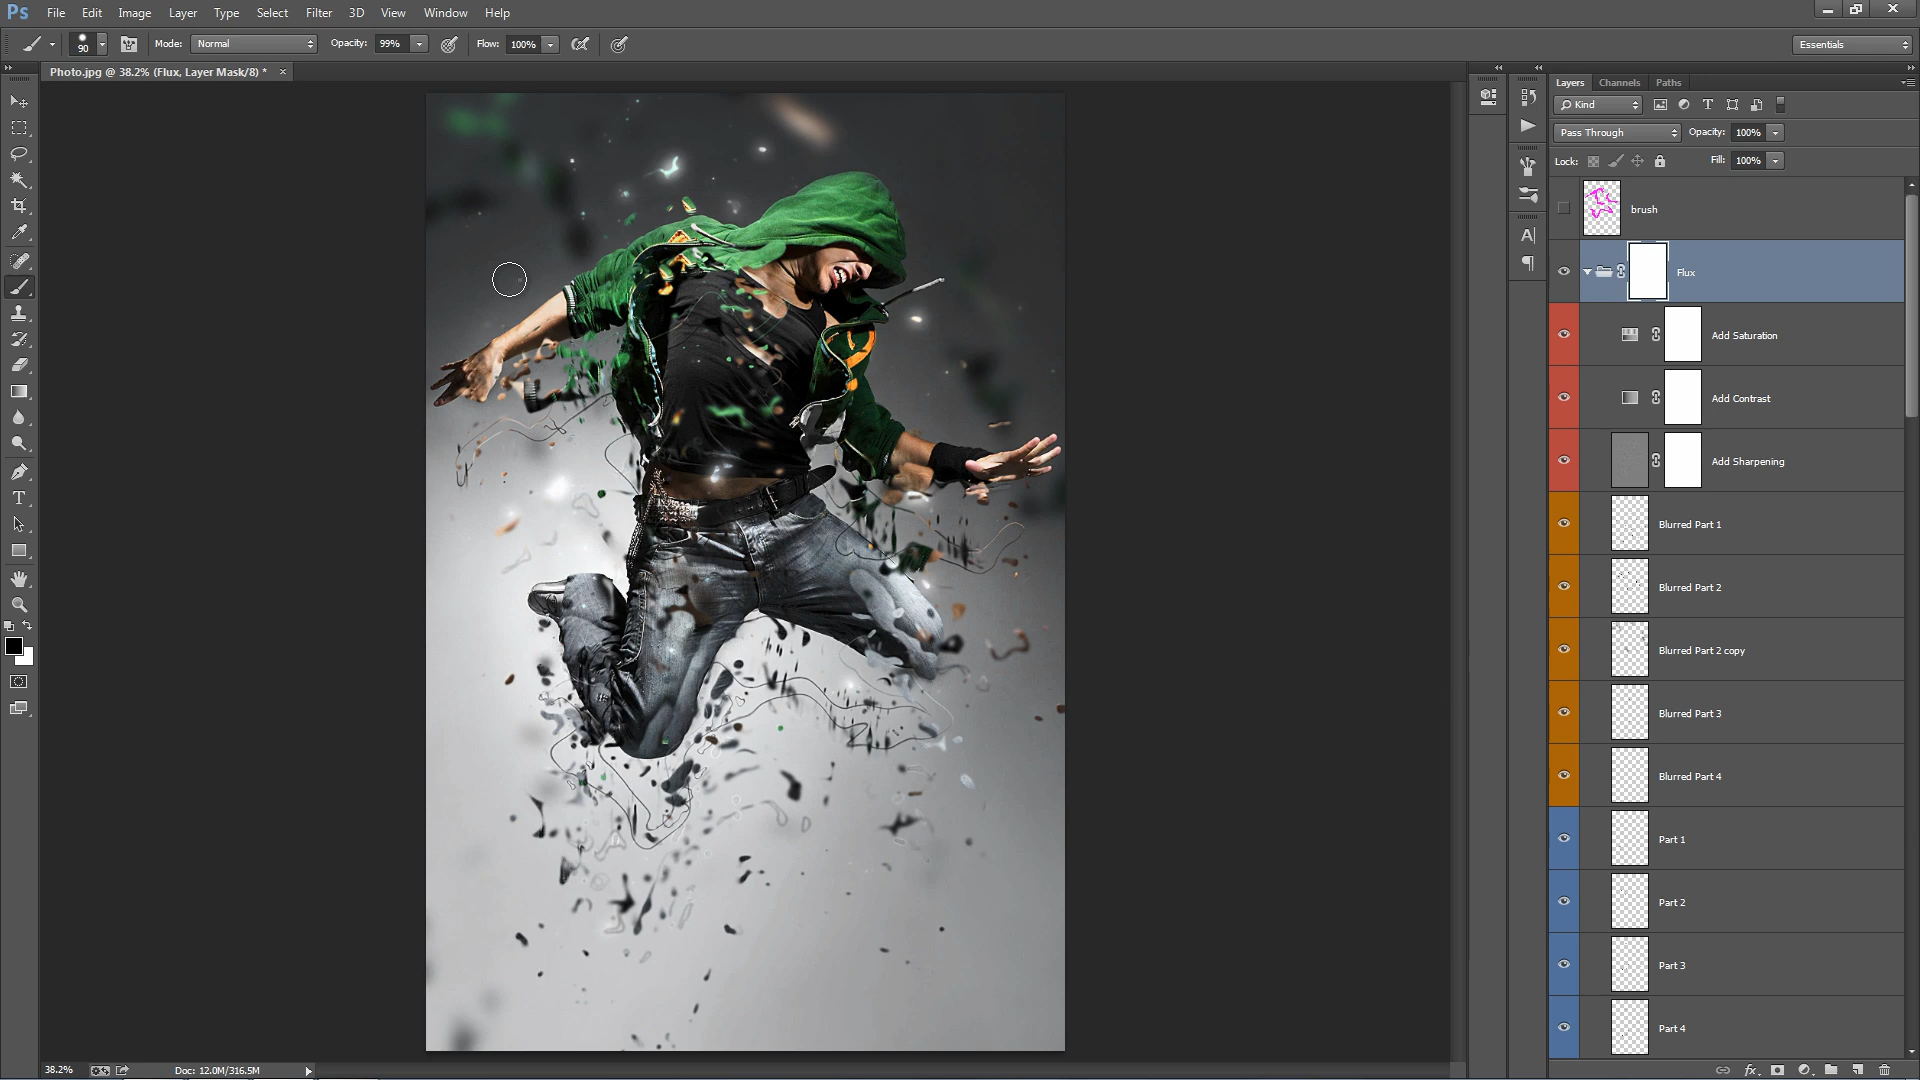 Ps File Edit Image Layer Type Select Filter 3D View Window Help
90 Mode: Normal Opacity: 99% Flow: 100% Essentials
Photo.jpg @ 38.2% (Flux, Layer Mask/8) * ×
Layers Channels Paths
Kind
Pass Through Opacity: 100%
Lock: Fill: 100%
brush
Flux
Add Saturation
Add Contrast
Add Sharpening
Blurred Part 1
Blurred Part 2
Blurred Part 2 copy
Blurred Part 3
Blurred Part 4
Part 1
Part 2
Part 3
Part 4
38.2% Doc: 12.0M/316.5M